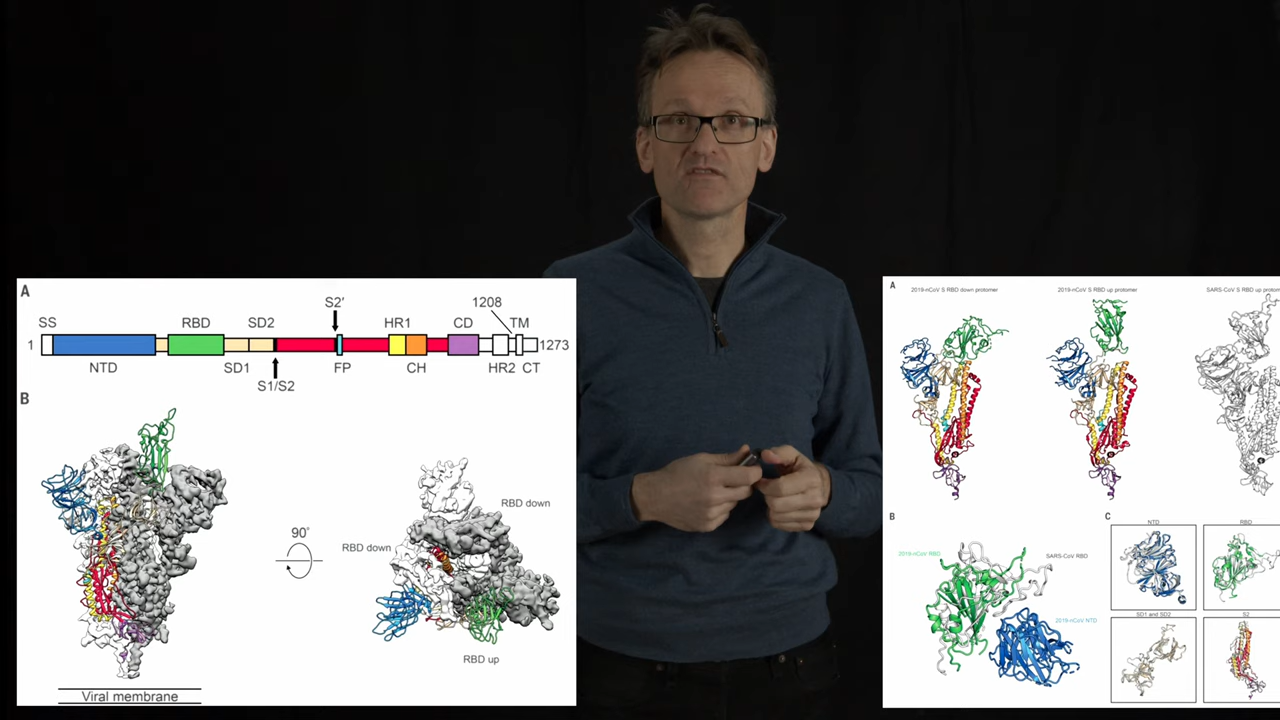 A
S2′
1208
SS
RBD
SD2
HR1
CD
TM
1
1273
NTD
SD1
FP
CH
HR2
CT
S1/S2
B
90°
RBD down
RBD down
RBD up
Viral membrane
A
2019-nCoV S RBD down protomer
2019-nCoV S RBD up protomer
SARS-CoV S RBD up protom
B
2019-nCoV RBD
SARS-CoV RBD
2019-nCoV NTD
C
NTD
RBD
SD1 and SD2
S2